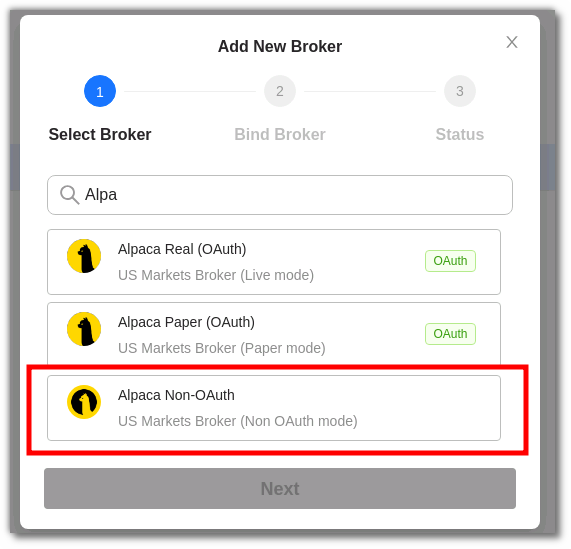 Add New Broker
1
2
3
Select Broker
Bind Broker
Status
Alpa
Alpaca Real (OAuth)
US Markets Broker (Live mode)
OAuth
Alpaca Paper (OAuth)
US Markets Broker (Paper mode)
OAuth
Alpaca Non-OAuth
US Markets Broker (Non OAuth mode)
Next